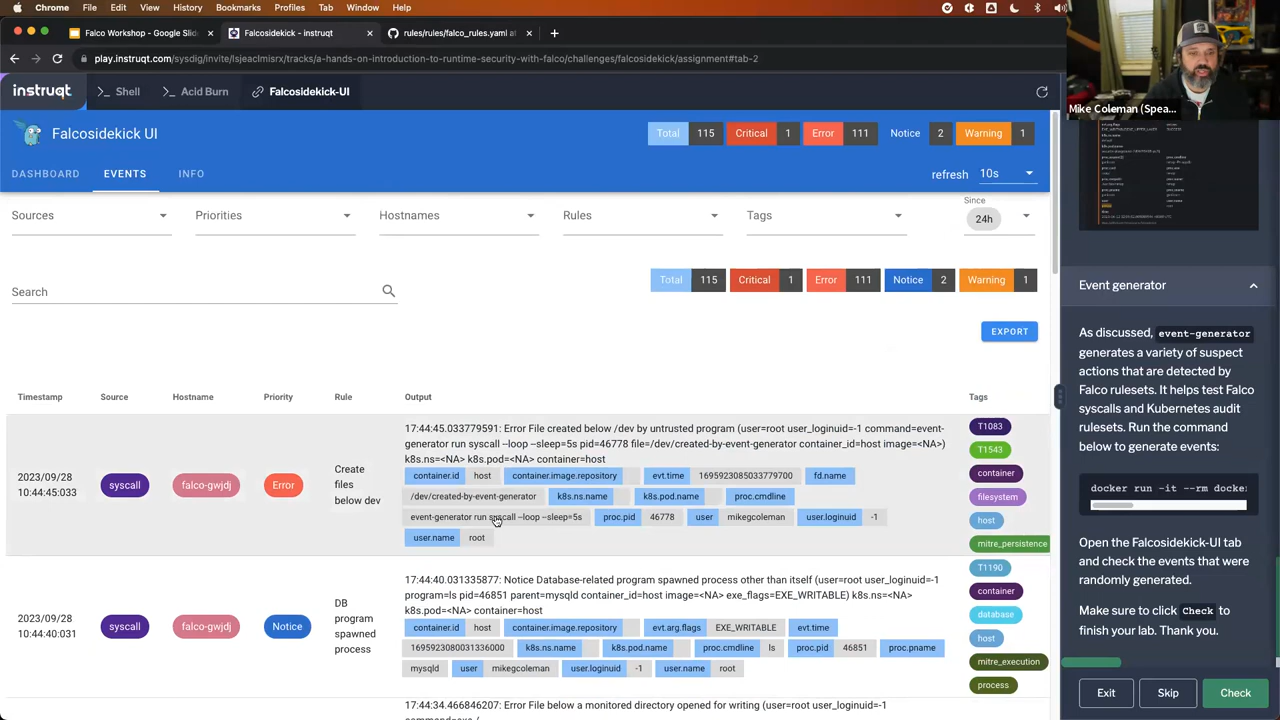 Chrome File Edit View History Bookmarks Profiles Tab Window Help
Falco Workshop - Google Slid
Falcosidekick - instruqt
rules
falco_rules.yaml at
play.instruqt.com/sysdig/invite/
challenges/falcosidekick/assignment#tab-2
Mike Coleman (Spea...
instruqt
Shell
Acid Burn
Falcosidekick-UI
Falcosidekick UI
Total 115 Critical 1 Error 111 Notice 2 Warning 1
DASHBOARD EVENTS INFO
refresh 10s
Sources Priorities Hostnames Rules Tags
Since
24h
Total 115 Critical 1 Error 111 Notice 2 Warning 1
Search
EXPORT
Timestamp Source Hostname Priority Rule Output Tags
2023/09/28
10:44:45:033
syscall
falco-gwjdj
Error
Create
files
below dev
17:44:45.033779591: Error File created below /dev by untrusted program (user=root user_loginuid=-1 command=event-
generator run syscall --loop --sleep=5s pid=46778 file=/dev/created-by-event-generator container_id=host image=<NA>)
k8s.ns=<NA> k8s.pod=<NA> container=host
container.id host container.image.repository evt.time 1695923085033779700 fd.name
/dev/created-by-event-generator k8s.ns.name k8s.pod.name proc.cmdline
event-generator run syscall --loop --sleep=5s proc.pid 46778 user mikegcoleman user.loginuid -1
user.name root
T1083
T1543
container
filesystem
host
mitre_persistence
2023/09/28
10:44:40:031
syscall
falco-gwjdj
Notice
DB
program
spawned
process
17:44:40.031335877: Notice Database-related program spawned process other than itself (user=root user_loginuid=-1
program=ls pid=46851 parent=mysqld container_id=host image=<NA> exe_flags=EXE_WRITABLE) k8s.ns=<NA>
k8s.pod=<NA> container=host
container.id host container.image.repository evt.arg.flags EXE_WRITABLE evt.time
1695923080031336000 k8s.ns.name k8s.pod.name proc.cmdline ls proc.pid 46851 proc.pname
mysqld user mikegcoleman user.loginuid -1 user.name root
T1190
container
database
host
mitre_execution
process
Error File below a monitored directory opened for writing (user=root user_loginuid=-1
Event generator
As discussed, event-generator
generates a variety of suspect
actions that are detected by
Falco rulesets. It helps test Falco
syscalls and Kubernetes audit
rulesets. Run the command
below to generate events:
docker run -it --rm docker
Open the Falcosidekick-UI tab
and check the events that were
randomly generated.
Make sure to click Check to
finish your lab. Thank you.
Exit Skip Check